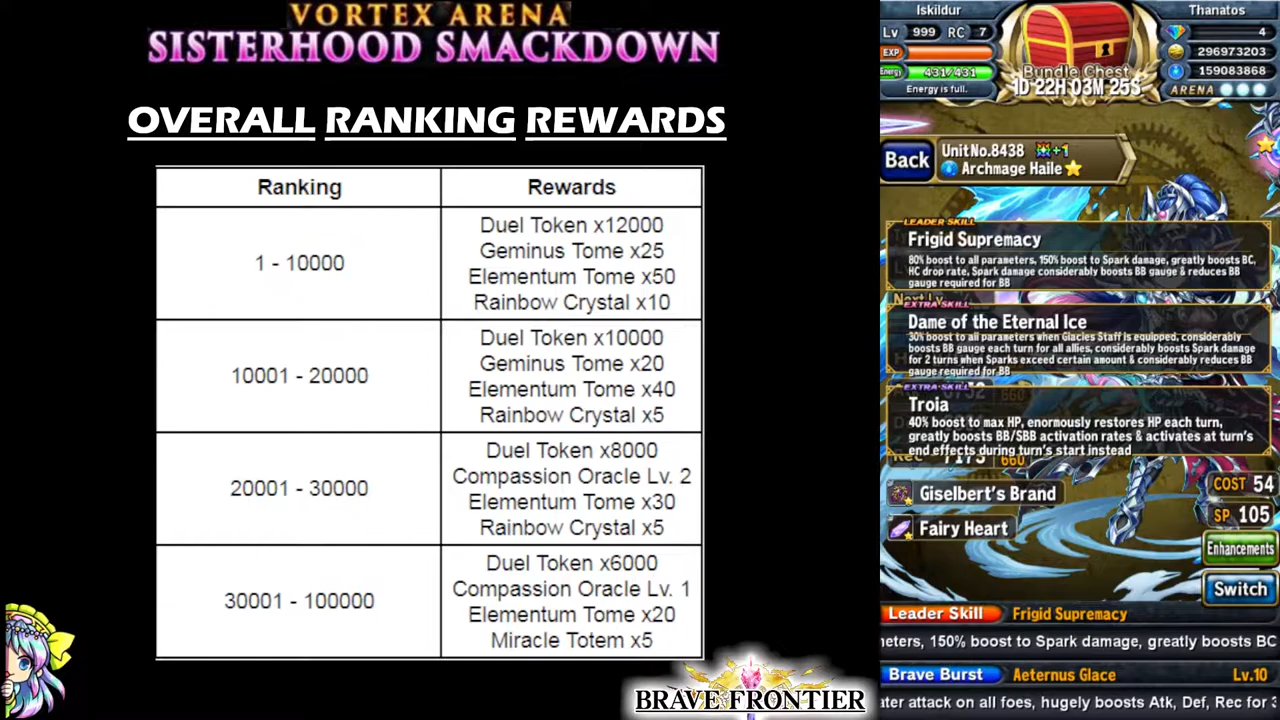 VORTEX ARENA
SISTERHOOD SMACKDOWN
OVERALL RANKING REWARDS
Ranking
Rewards
1 - 10000
Duel Token x12000
Geminus Tome x25
Elementum Tome x50
Rainbow Crystal x10
10001 - 20000
Duel Token x10000
Geminus Tome x20
Elementum Tome x40
Rainbow Crystal x5
20001 - 30000
Duel Token x8000
Compassion Oracle Lv. 2
Elementum Tome x30
Rainbow Crystal x5
30001 - 100000
Duel Token x6000
Compassion Oracle Lv. 1
Elementum Tome x20
Miracle Totem x5
BRAVE FRONTIER
Iskildur
Thanatos
Lv 999 RC 7
4
EXP
296973203
Energy 431/431
159083868
Energy is full.
ARENA
Bundle Chest
1D 22H 03M 25S
Back
Unit No.8438 +1
Archmage Haile
LEADER SKILL
Frigid Supremacy
80% boost to all parameters, 150% boost to Spark damage, greatly boosts BC,
HC drop rate, Spark damage considerably boosts BB gauge & reduces BB
gauge required for BB
EXTRA SKILL
Dame of the Eternal Ice
30% boost to all parameters when Glacies Staff is equipped, considerably
boosts BB gauge each turn for all allies, considerably boosts Spark damage
for 2 turns when Sparks exceed certain amount & considerably reduces BB
gauge required for BB
EXTRA SKILL
660
Troia
40% boost to max HP, enormously restores HP each turn,
greatly boosts BB/SBB activation rates & activates at turn's
end effects during turn's start instead
Rec 7173 660
Giselbert's Brand
COST 54
Fairy Heart
SP 105
Enhancements
Switch
Leader Skill
Frigid Supremacy
meters, 150% boost to Spark damage, greatly boosts BC
Brave Burst
Aeternus Glace
Lv.10
ater attack on all foes, hugely boosts Atk, Def, Rec for 3